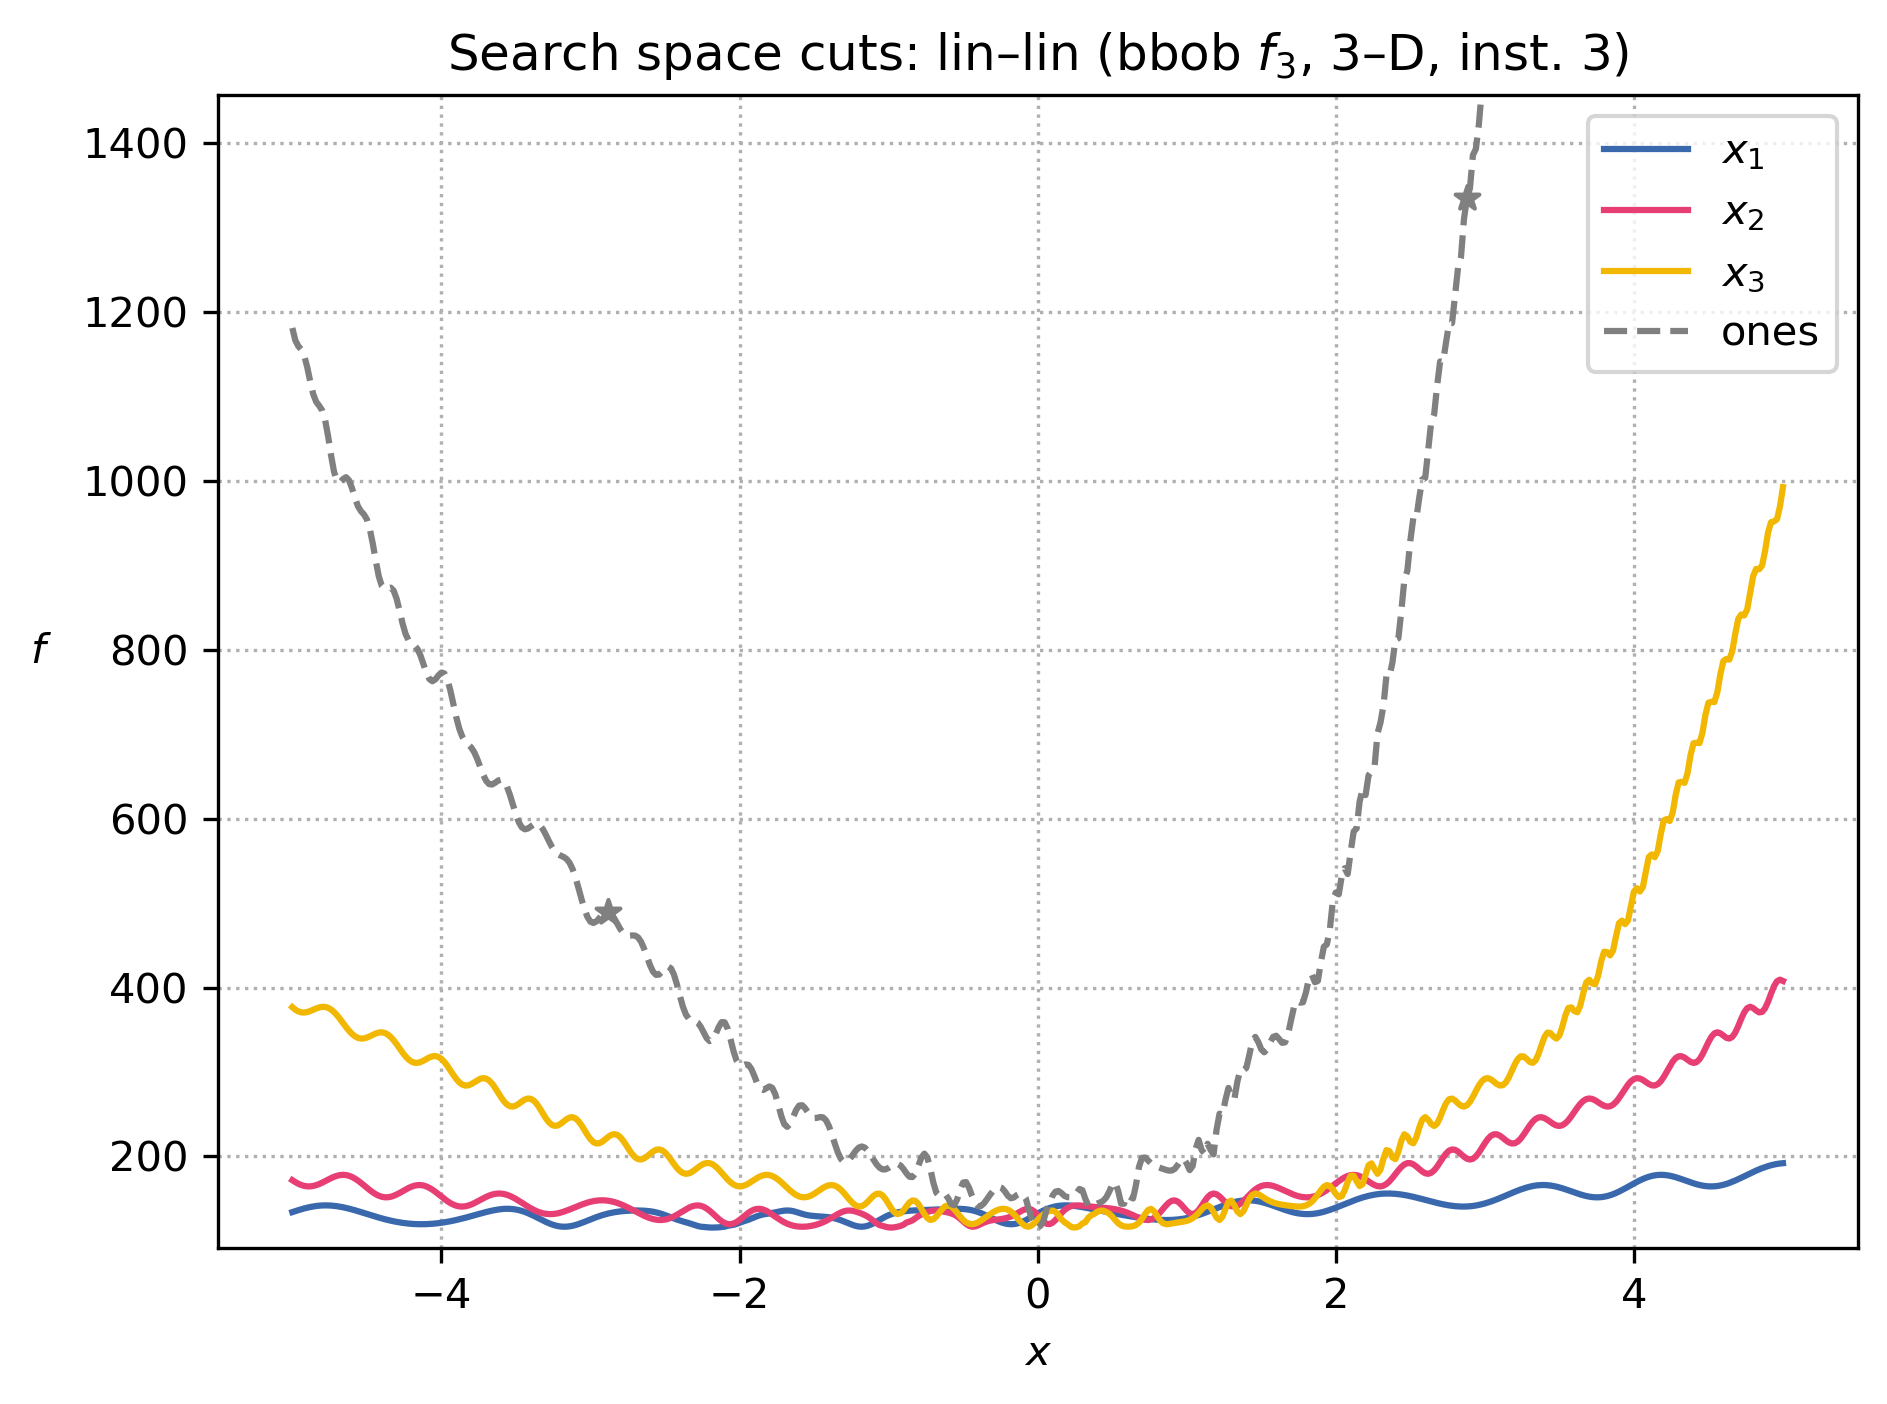 Search space cuts: lin–lin (bbob f₃, 3–D, inst. 3)
1400
1200
1000
800
600
400
200
f
x₁
x₂
x₃
ones
−4
−2
0
2
4
x